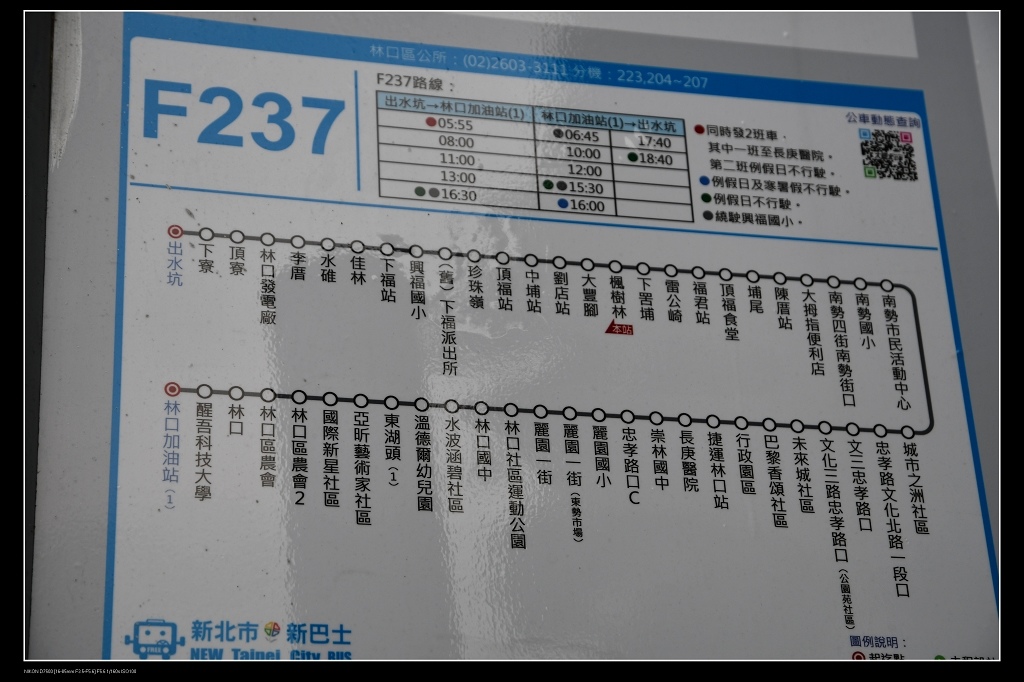 林口區公所：(02)2603-3111 分機：223,204~207
F237
F237路線：
公車動態查詢
出水坑→林口加油站(1) 林口加油站(1)→出水坑
●05:55 ●06:45 17:40
08:00 10:00 ●18:40
11:00 12:00
13:00 ●●15:30
●●16:30 ●16:00
●同時發2班車．
其中一班至長庚醫院。
第二班例假日不行駛。
●例假日及寒暑假不行駛。
●例假日不行駛。
●繞駛興福國小。
出水坑
下寮
頂寮
林口發電廠
李厝
水碓
佳林
下福站
興福國小
（舊）下福派出所
珍珠嶺
頂福站
中埔站
劉店站
大豐腳
楓樹林
本站
下罟埔
雷公崎
福君站
頂福食堂
埔尾
陳厝站
大拇指便利店
南勢四街南勢街口
南勢國小
南勢市民活動中心
林口加油站（1）
醒吾科技大學
林口
林口區農會
林口區農會2
國際新星社區
亞昕藝術家社區
東湖頭（1）
溫德爾幼兒園
水波涵碧社區
林口國中
林口社區運動公園
麗園一街
麗園一街（東勢市場）
麗園國小
忠孝路口C
崇林國中
長庚醫院
捷運林口站
行政園區
巴黎香頌社區
未來城社區
文化三路忠孝路口（公園苑社區）
文三忠孝路口
忠孝路文化北路一段口
城市之洲社區
新北市 新巴士
FREE
NEW Taipei City BUS
圖例說明：
起迄點